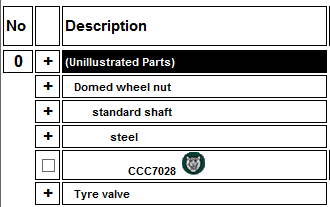 No Description
0 + (Unillustrated Parts)
+ Domed wheel nut
+ standard shaft
+ steel
CCC7028
+ Tyre valve